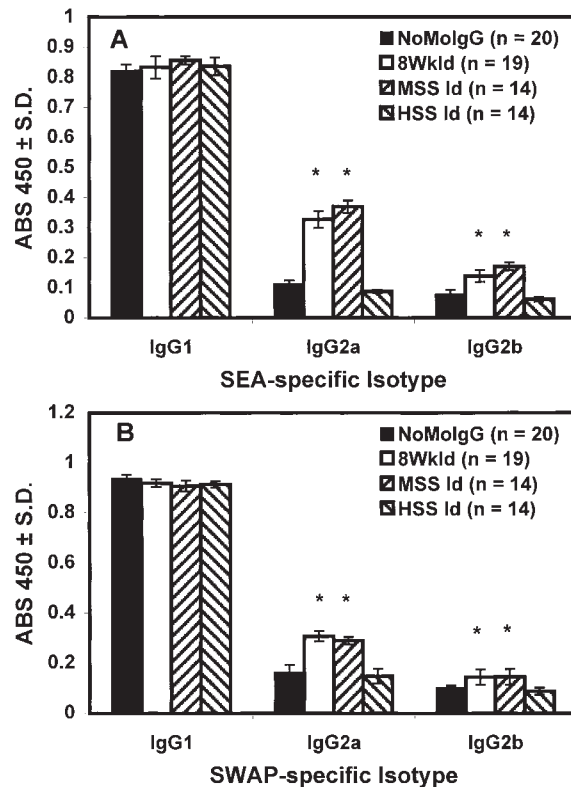 A
NoMoIgG (n = 20)
8WkId (n = 19)
MSS Id (n = 14)
HSS Id (n = 14)
ABS 450 ± S.D.
1
0.9
0.8
0.7
0.6
0.5
0.4
0.3
0.2
0.1
0
* *
* *
IgG1 IgG2a IgG2b
SEA-specific Isotype
B
NoMoIgG (n = 20)
8WkId (n = 19)
MSS Id (n = 14)
HSS Id (n = 14)
ABS 450 ± S.D.
1.2
1
0.8
0.6
0.4
0.2
0
* *
* *
IgG1 IgG2a IgG2b
SWAP-specific Isotype